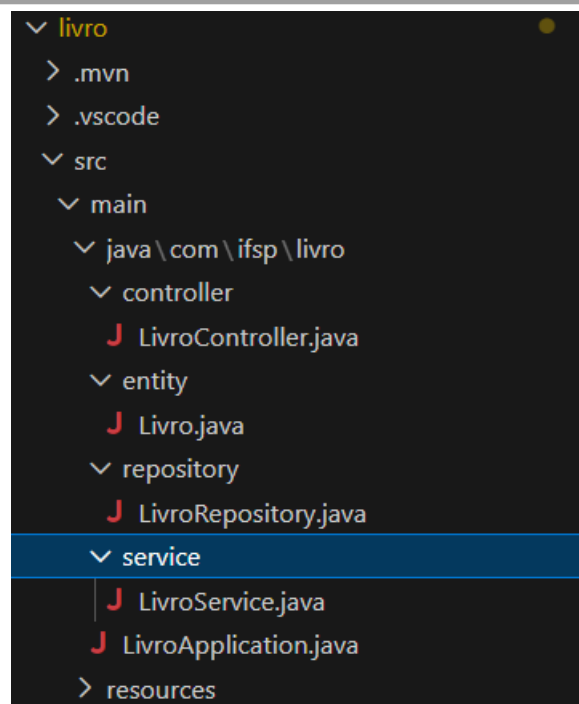 livro
.mvn
.vscode
src
main
java\com\ifsp\livro
controller
J LivroController.java
entity
J Livro.java
repository
J LivroRepository.java
service
J LivroService.java
J LivroApplication.java
resources